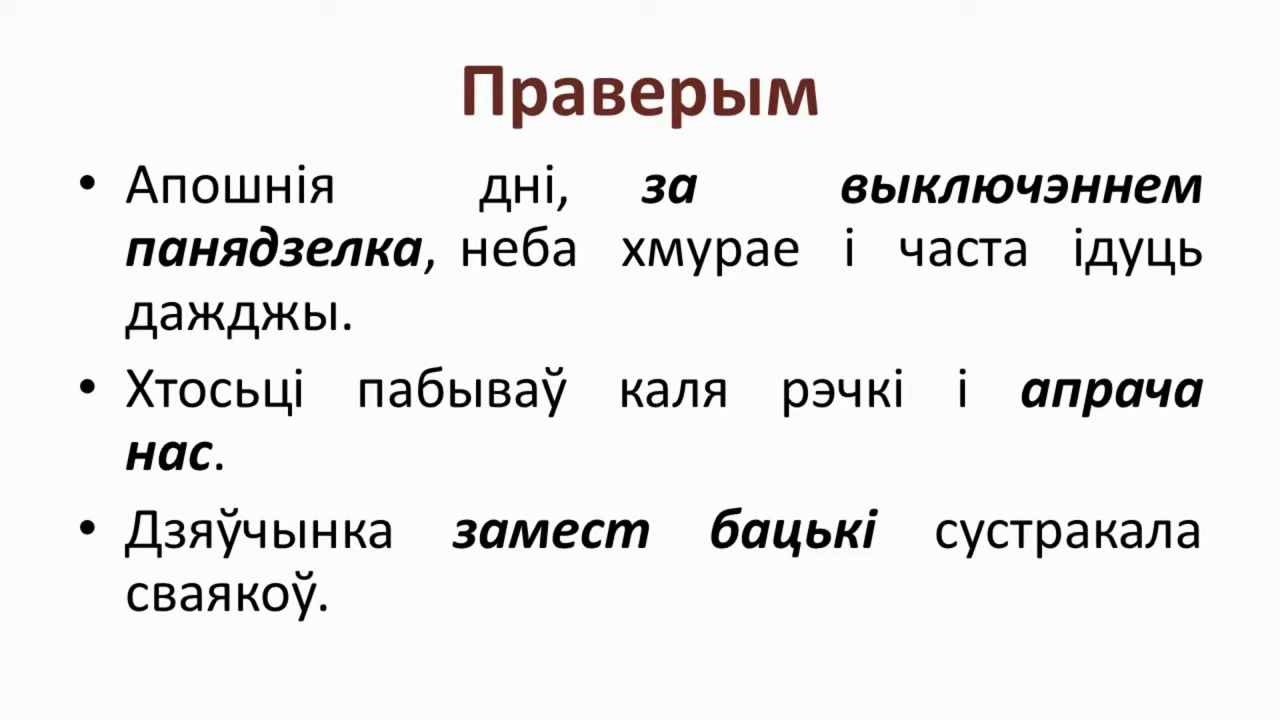 Праверым
• Апошнія дні, за выключэннем
панядзелка, неба хмурае і часта ідуць
дажджы.
• Хтосьці пабываў каля рэчкі і апрача
нас.
• Дзяўчынка замест бацькі сустракала
сваякоў.